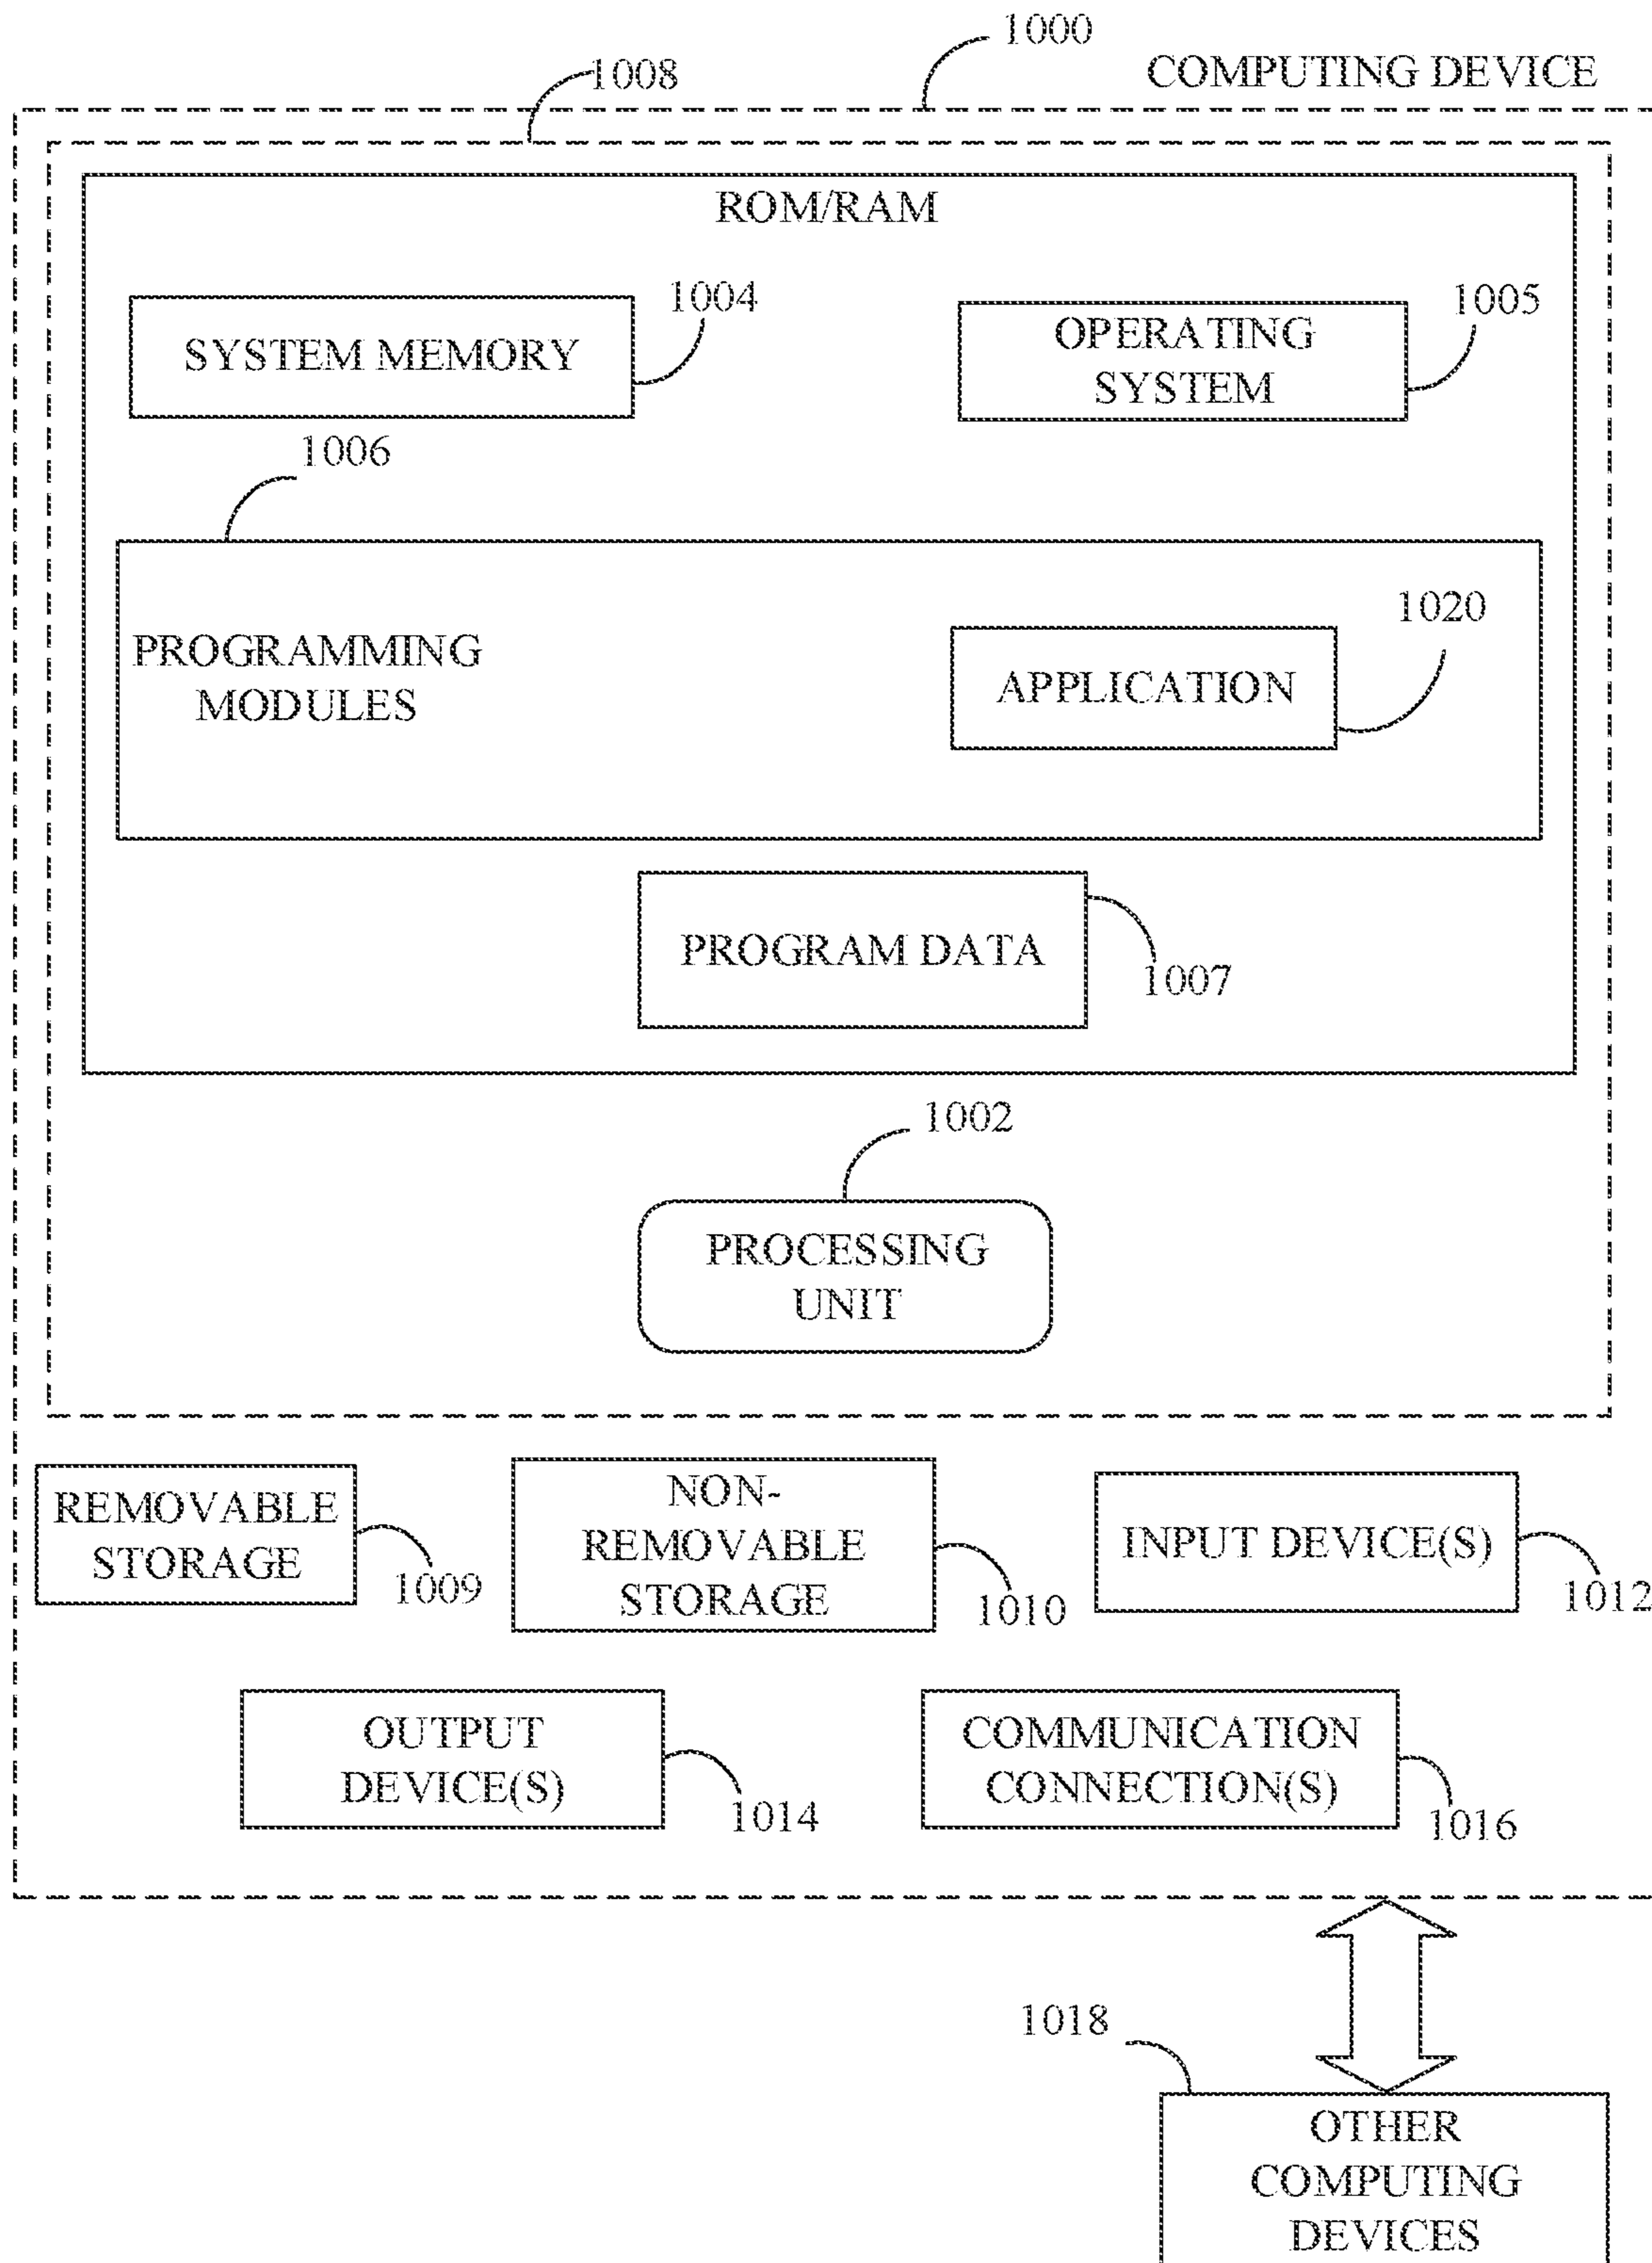 1000
COMPUTING DEVICE
1008
ROM/RAM
1004
SYSTEM MEMORY
1005
OPERATING
SYSTEM
1006
PROGRAMMING
MODULES
1020
APPLICATION
PROGRAM DATA
1007
1002
PROCESSING
UNIT
REMOVABLE
STORAGE
1009
NON-
REMOVABLE
STORAGE
1010
INPUT DEVICE(S)
1012
OUTPUT
DEVICE(S)
1014
COMMUNICATION
CONNECTION(S)
1016
1018
OTHER
COMPUTING
DEVICES